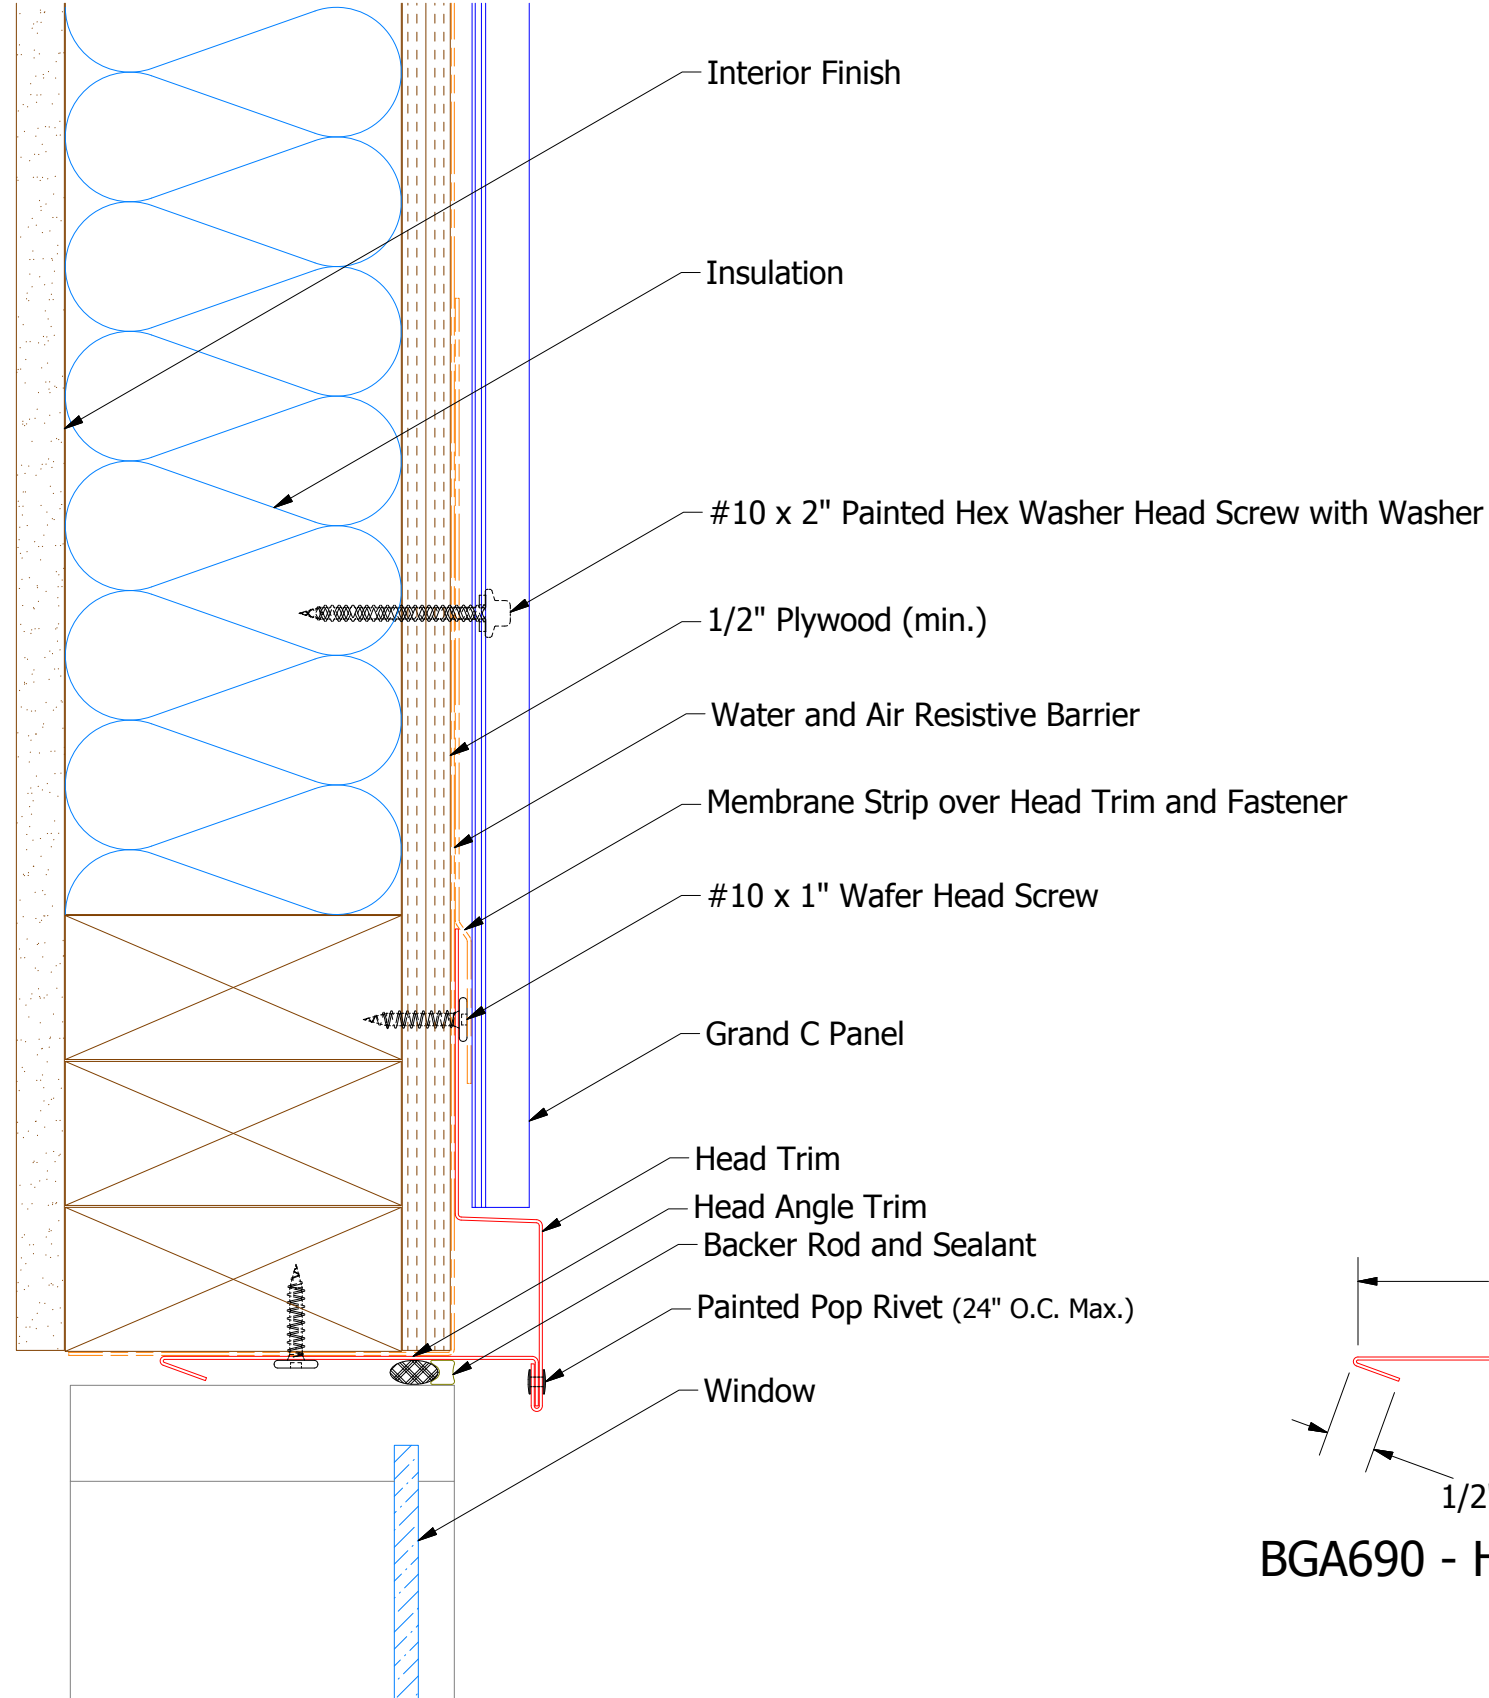 Interior Finish
Insulation
#10 x 2" Painted Hex Washer Head Screw with Washer
1/2" Plywood (min.)
Water and Air Resistive Barrier
Membrane Strip over Head Trim and Fastener
#10 x 1" Wafer Head Screw
Grand C Panel
Head Trim
Head Angle Trim
Backer Rod and Sealant
Painted Pop Rivet (24" O.C. Max.)
Window
1/2"
BGA690 - H